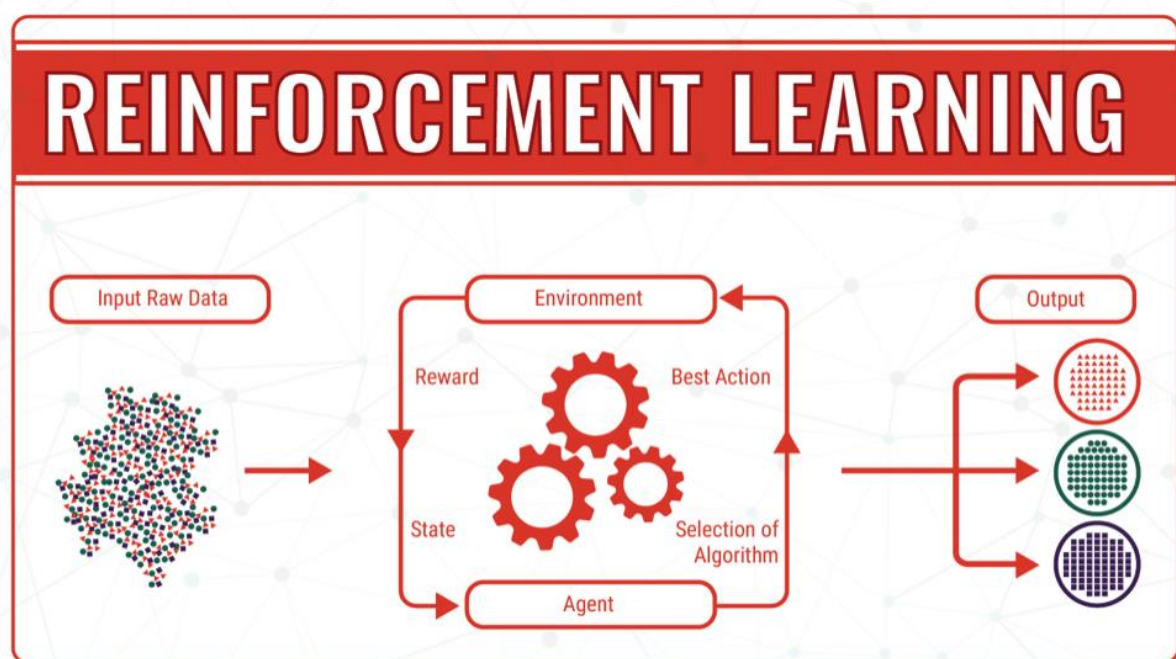 REINFORCEMENT LEARNING
Input Raw Data
Environment
Output
Reward
Best Action
State
Selection of
Algorithm
Agent